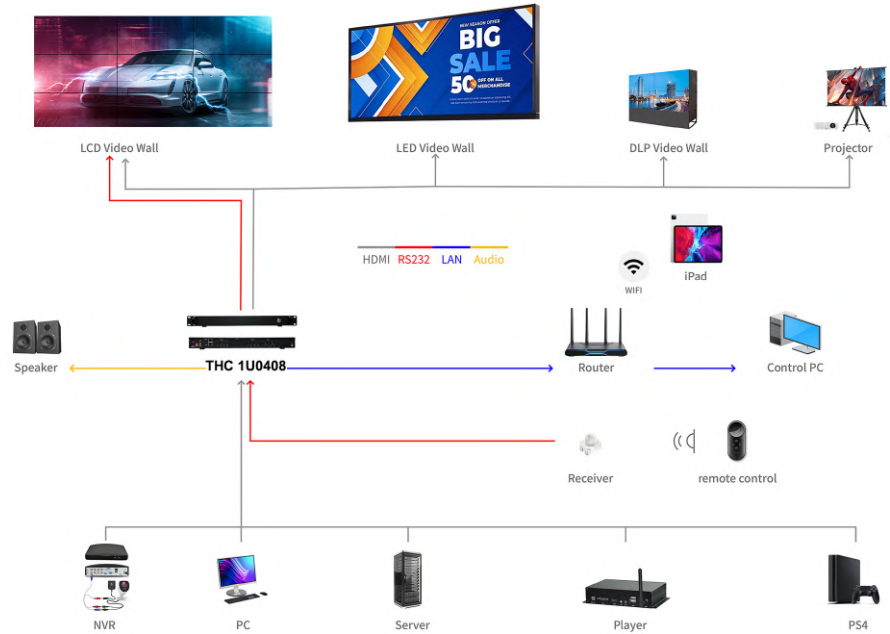 NEW SEASON OFFER
BIG
SALE
50%
OFF ON ALL
MERCHANDISE
LCD Video Wall
LED Video Wall
DLP Video Wall
Projector
HDMI RS232 LAN Audio
WIFI
iPad
Speaker
THC 1U0408
Router
Control PC
Receiver
remote control
NVR
PC
Server
Player
PS4